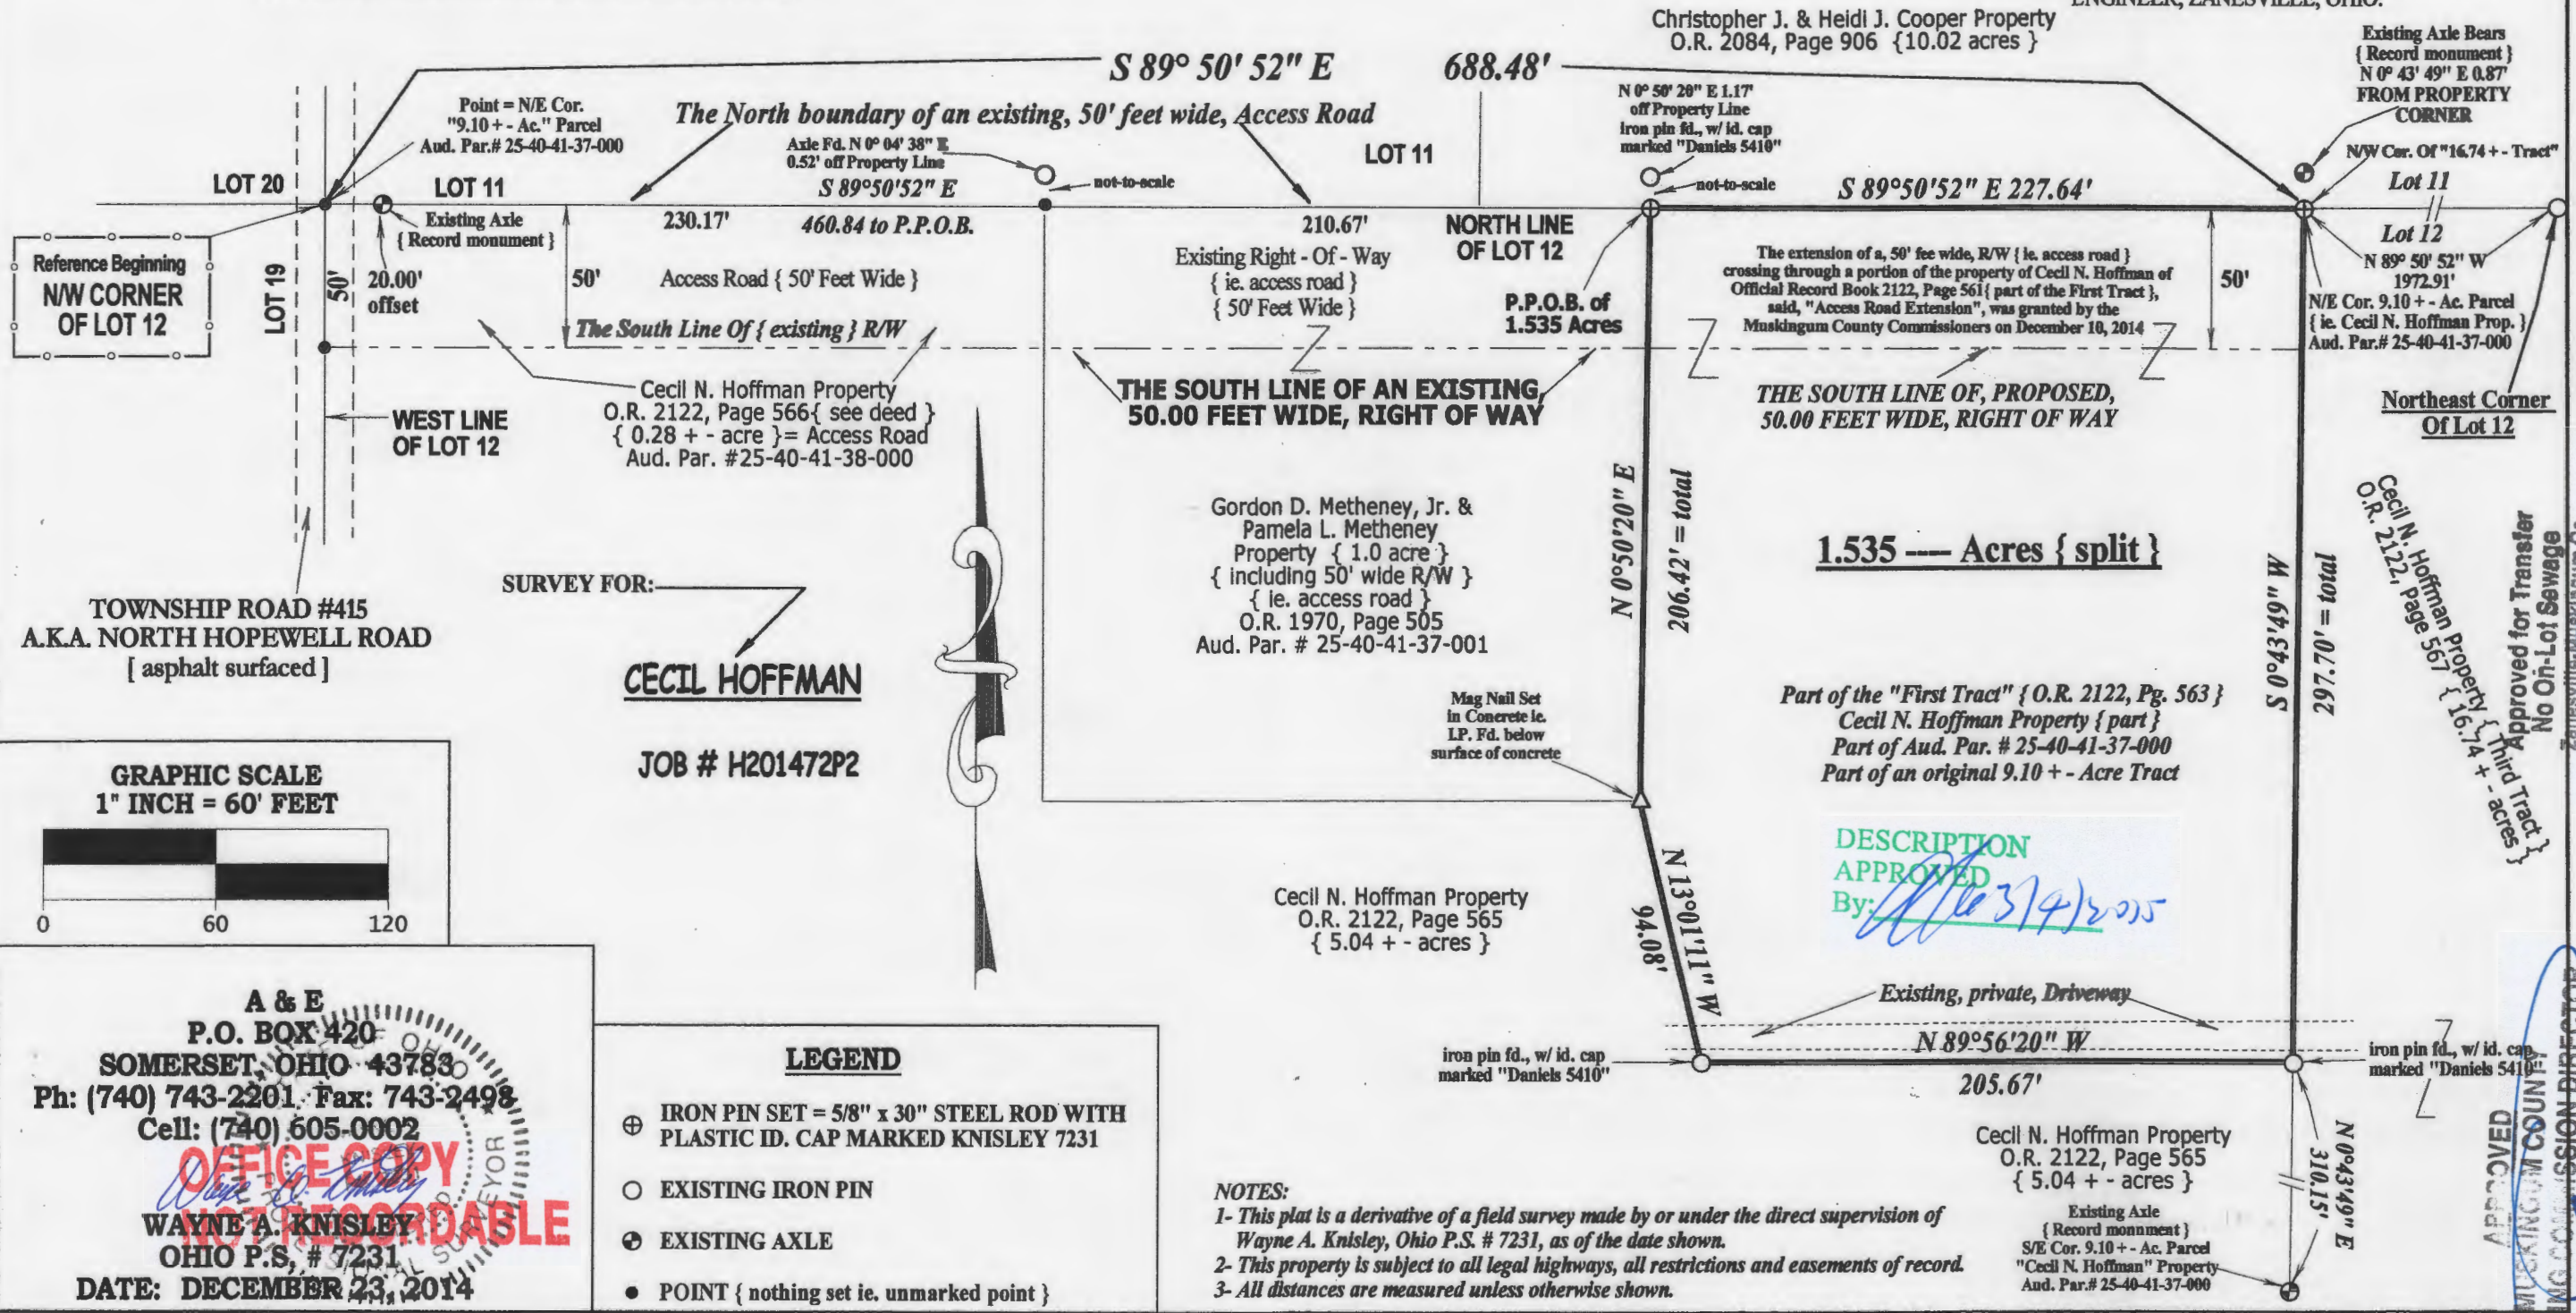 ENGINEER, ZANESVILLE, OHIO.
Christopher J. & Heidi J. Cooper Property
O.R. 2084, Page 906 {10.02 acres }
S 89° 50' 52" E 688.48'
Existing Axle Bears
{ Record monument }
N 0° 43' 49" E 0.87'
FROM PROPERTY
CORNER
Point = N/E Cor.
"9.10 + - Ac." Parcel
Aud. Par.# 25-40-41-37-000
The North boundary of an existing, 50' feet wide, Access Road
Axle Fd. N 0° 04' 38" E
0.52' off Property Line
N 0° 50' 20" E 1.17'
off Property Line
iron pin fd., w/ id. cap
marked "Daniels 5410"
LOT 11
N/W Cor. Of "16.74 + - Tract"
LOT 20
LOT 11
S 89°50'52" E
not-to-scale
not-to-scale
S 89°50'52" E 227.64'
Lot 11
Existing Axle
{ Record monument }
230.17'
460.84 to P.P.O.B.
210.67'
NORTH LINE
OF LOT 12
Lot 12
Reference Beginning
N/W CORNER
OF LOT 12
LOT 19
50'
20.00'
offset
50'
Access Road { 50' Feet Wide }
Existing Right - Of - Way
{ ie. access road }
{ 50' Feet Wide }
P.P.O.B. of
1.535 Acres
The extension of a, 50' fee wide, R/W { ie. access road }
crossing through a portion of the property of Cecil N. Hoffman of
Official Record Book 2122, Page 561{ part of the First Tract },
said, "Access Road Extension", was granted by the
Muskingum County Commissioners on December 10, 2014
50'
N 89° 50' 52" W
1972.91'
N/E Cor. 9.10 + - Ac. Parcel
{ ie. Cecil N. Hoffman Prop. }
Aud. Par.# 25-40-41-37-000
The South Line Of { existing } R/W
WEST LINE
OF LOT 12
Cecil N. Hoffman Property
O.R. 2122, Page 566{ see deed }
{ 0.28 + - acre }= Access Road
Aud. Par. #25-40-41-38-000
THE SOUTH LINE OF AN EXISTING,
50.00 FEET WIDE, RIGHT OF WAY
THE SOUTH LINE OF, PROPOSED,
50.00 FEET WIDE, RIGHT OF WAY
Northeast Corner
Of Lot 12
TOWNSHIP ROAD #415
A.K.A. NORTH HOPEWELL ROAD
[ asphalt surfaced ]
SURVEY FOR:
CECIL HOFFMAN
JOB # H201472P2
Gordon D. Metheney, Jr. &
Pamela L. Metheney
Property { 1.0 acre }
{ including 50' wide R/W }
{ ie. access road }
O.R. 1970, Page 505
Aud. Par. # 25-40-41-37-001
N 0°50'20" E
206.42' = total
1.535 ---- Acres { split }
S 0°43'49" W
297.70' = total
Cecil N. Hoffman Property { Third Tract }
O.R. 2122, Page 567 { 16.74 + - acres }
Approved for Transfer
No On-Lot Sewage
Mag Nail Set
in Concrete ie.
I.P. Fd. below
surface of concrete
Part of the "First Tract" { O.R. 2122, Pg. 563 }
Cecil N. Hoffman Property { part }
Part of Aud. Par. # 25-40-41-37-000
Part of an original 9.10 + - Acre Tract
GRAPHIC SCALE
1" INCH = 60' FEET
0 60 120
DESCRIPTION
APPROVED
By:
N 13°01'11" W
94.08'
Cecil N. Hoffman Property
O.R. 2122, Page 565
{ 5.04 + - acres }
Existing, private, Driveway
N 89°56'20" W
205.67'
iron pin fd., w/ id. cap
marked "Daniels 5410"
iron pin fd., w/ id. cap
marked "Daniels 5410"
A & E
P.O. BOX 420
SOMERSET, OHIO 43783
Ph: (740) 743-2201 Fax: 743-2498
Cell: (740) 605-0002
OFFICE COPY
NOT RECORDABLE
WAYNE A. KNISLEY
OHIO P.S, # 7231
DATE: DECEMBER 23, 2014
LEGEND
IRON PIN SET = 5/8" x 30" STEEL ROD WITH
PLASTIC ID. CAP MARKED KNISLEY 7231
EXISTING IRON PIN
EXISTING AXLE
POINT { nothing set ie. unmarked point }
NOTES:
1- This plat is a derivative of a field survey made by or under the direct supervision of
Wayne A. Knisley, Ohio P.S. # 7231, as of the date shown.
2- This property is subject to all legal highways, all restrictions and easements of record.
3- All distances are measured unless otherwise shown.
Cecil N. Hoffman Property
O.R. 2122, Page 565
{ 5.04 + - acres }
Existing Axle
{ Record monnment }
S/E Cor. 9.10 + - Ac. Parcel
"Cecil N. Hoffman" Property
Aud. Par.# 25-40-41-37-000
N 0°43'49" E
310.15'
APPROVED
MUSKINGUM COUNTY